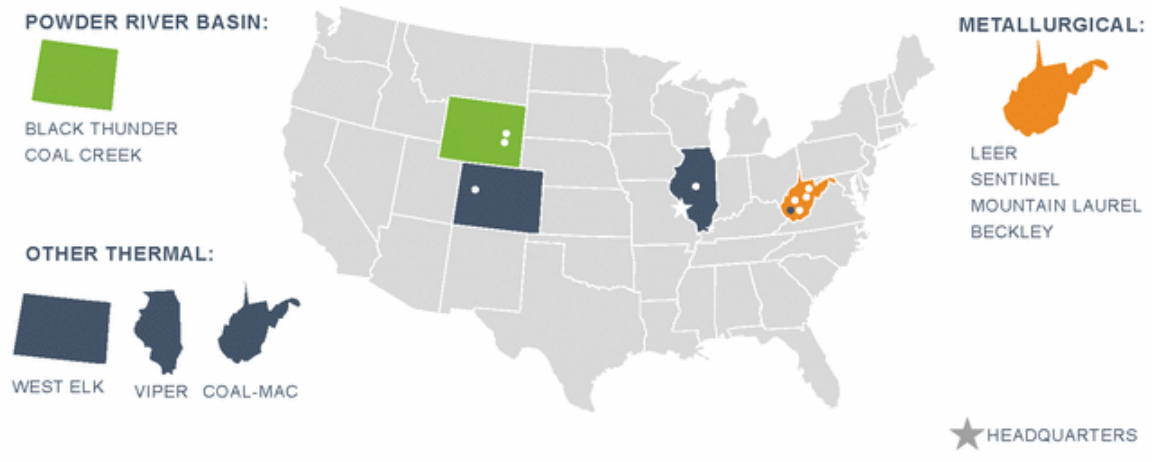 POWDER RIVER BASIN:
BLACK THUNDER
COAL CREEK
OTHER THERMAL:
WEST ELK
VIPER
COAL-MAC
METALLURGICAL:
LEER
SENTINEL
MOUNTAIN LAUREL
BECKLEY
HEADQUARTERS